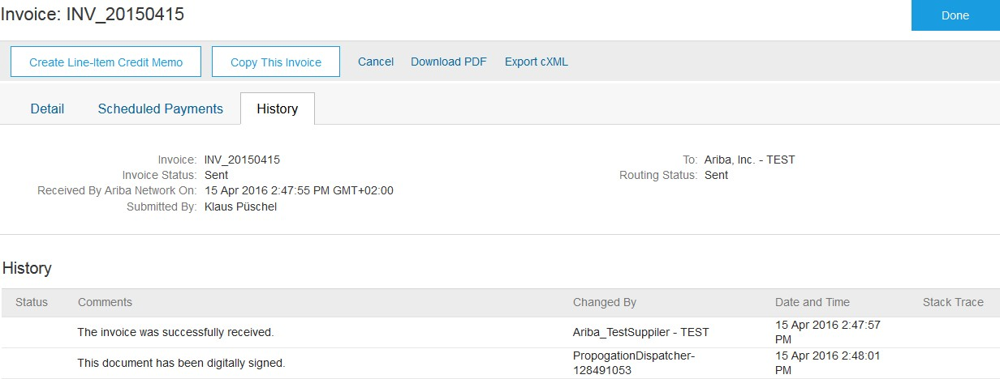 Invoice: INV_20150415
Done
Create Line-Item Credit Memo
Copy This Invoice
Cancel
Download PDF
Export cXML
Detail
Scheduled Payments
History
Invoice: INV_20150415
To: Ariba, Inc. - TEST
Invoice Status: Sent
Routing Status: Sent
Received By Ariba Network On: 15 Apr 2016 2:47:55 PM GMT+02:00
Submitted By: Klaus Püschel
History
Status Comments Changed By Date and Time Stack Trace
The invoice was successfully received.
Ariba_TestSuppiler - TEST
15 Apr 2016 2:47:57
PM
This document has been digitally signed.
PropogationDispatcher-
128491053
15 Apr 2016 2:48:01
PM